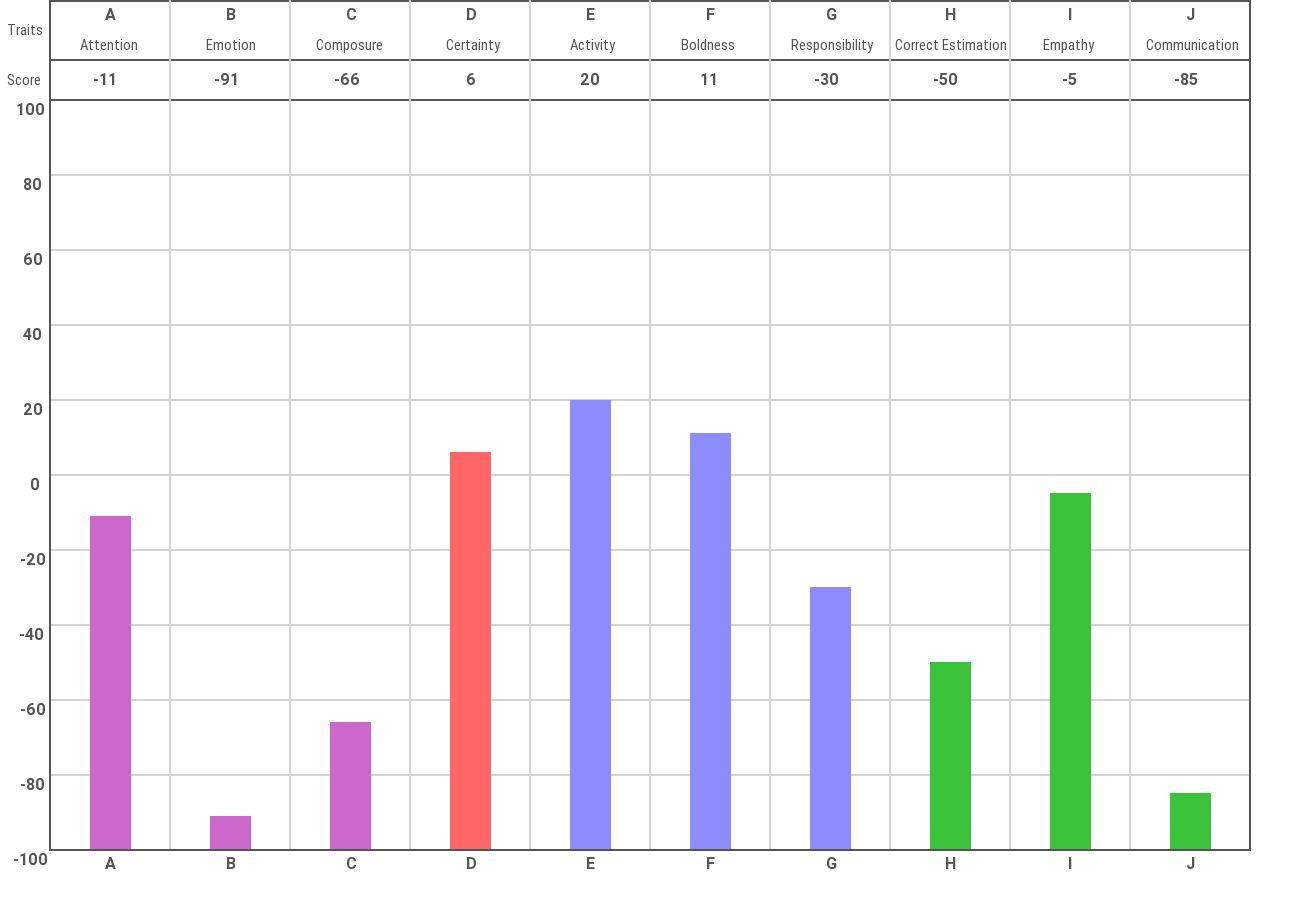 A B C D E F G H I J
Traits
Attention Emotion Composure Certainty Activity Boldness Responsibility Correct Estimation Empathy Communication
Score -11 -91 -66 6 20 11 -30 -50 -5 -85
100
80
60
40
20
0
-20
-40
-60
-80
-100
A B C D E F G H I J